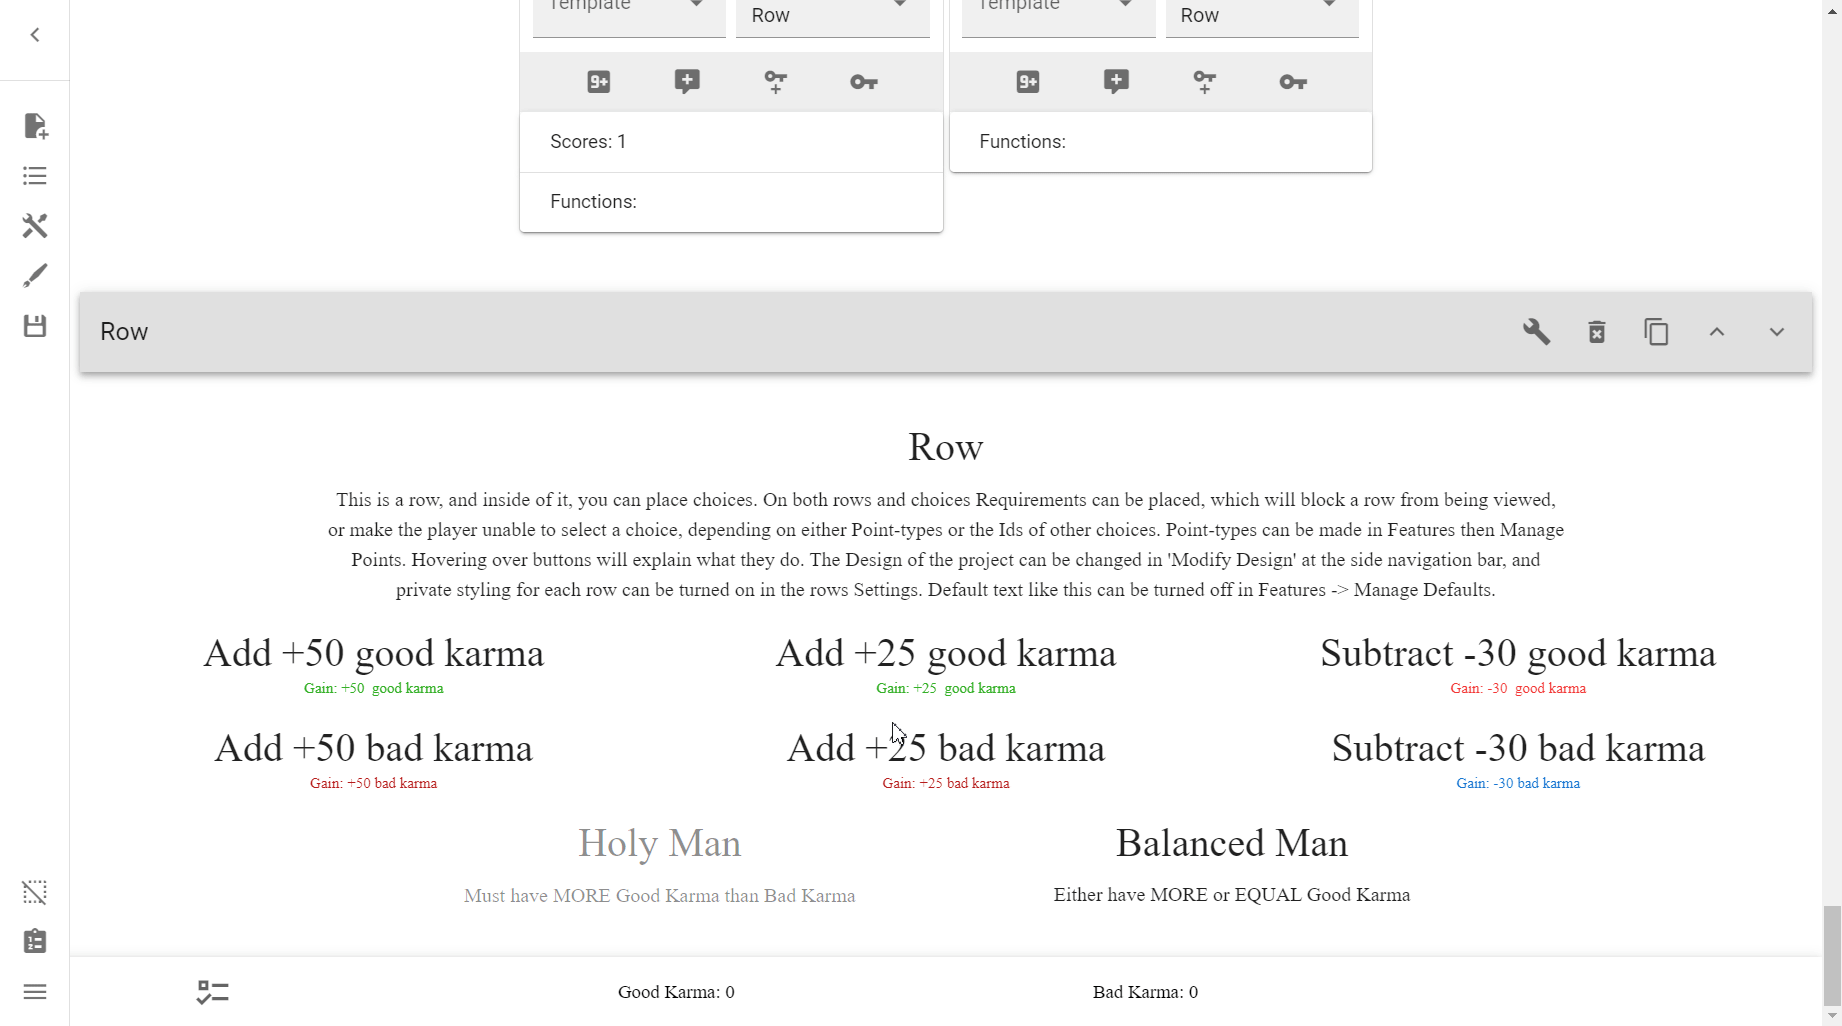 Template
Row
Template
Row
9+
9+
Scores: 1
Functions:
Functions:
Row
Row
This is a row, and inside of it, you can place choices. On both rows and choices Requirements can be placed, which will block a row from being viewed,
or make the player unable to select a choice, depending on either Point-types or the Ids of other choices. Point-types can be made in Features then Manage
Points. Hovering over buttons will explain what they do. The Design of the project can be changed in 'Modify Design' at the side navigation bar, and
private styling for each row can be turned on in the rows Settings. Default text like this can be turned off in Features -> Manage Defaults.
Add +50 good karma
Gain: +50 good karma
Add +25 good karma
Gain: +25 good karma
Subtract -30 good karma
Gain: -30 good karma
Add +50 bad karma
Gain: +50 bad karma
Add +25 bad karma
Gain: +25 bad karma
Subtract -30 bad karma
Gain: -30 bad karma
Holy Man
Must have MORE Good Karma than Bad Karma
Balanced Man
Either have MORE or EQUAL Good Karma
Good Karma: 0
Bad Karma: 0